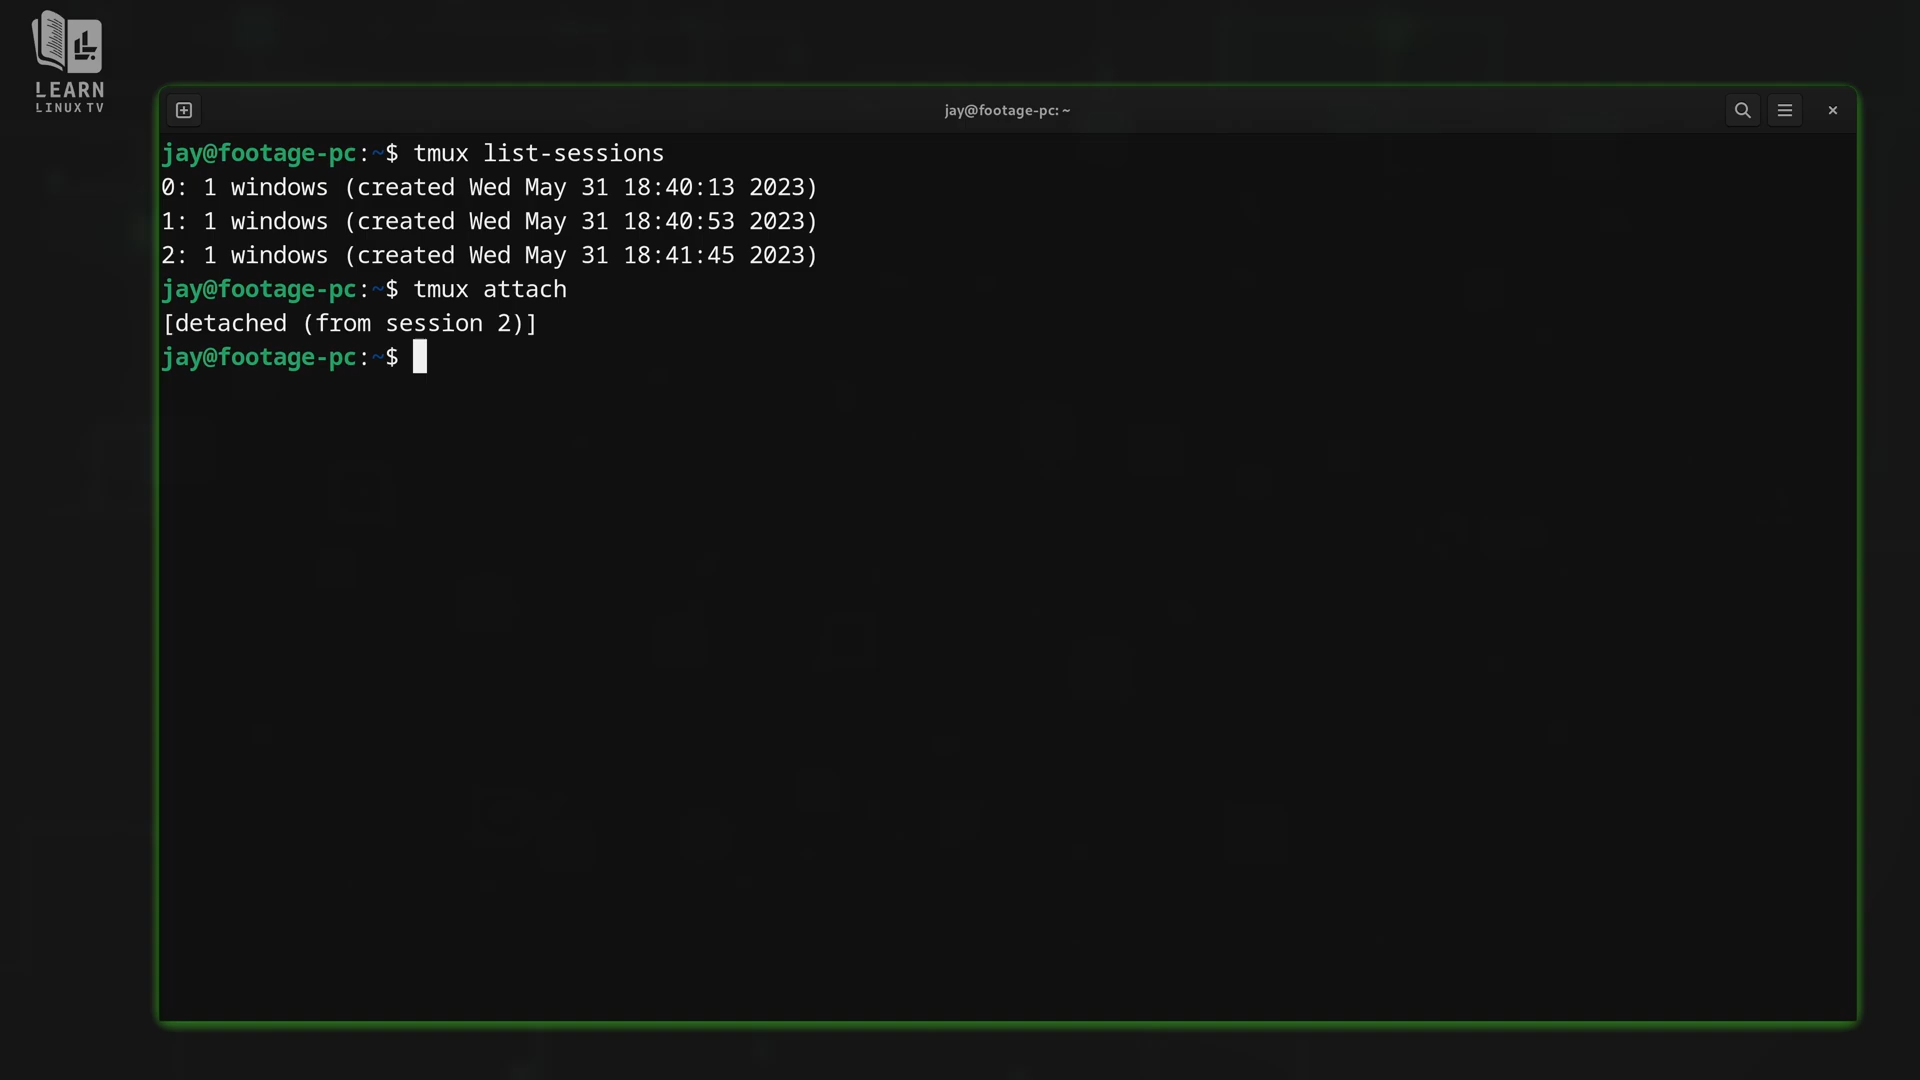 LEARN
LINUX TV
jay@footage-pc: ~
jay@footage-pc:~$ tmux list-sessions
0: 1 windows (created Wed May 31 18:40:13 2023)
1: 1 windows (created Wed May 31 18:40:53 2023)
2: 1 windows (created Wed May 31 18:41:45 2023)
jay@footage-pc:~$ tmux attach
[detached (from session 2)]
jay@footage-pc:~$